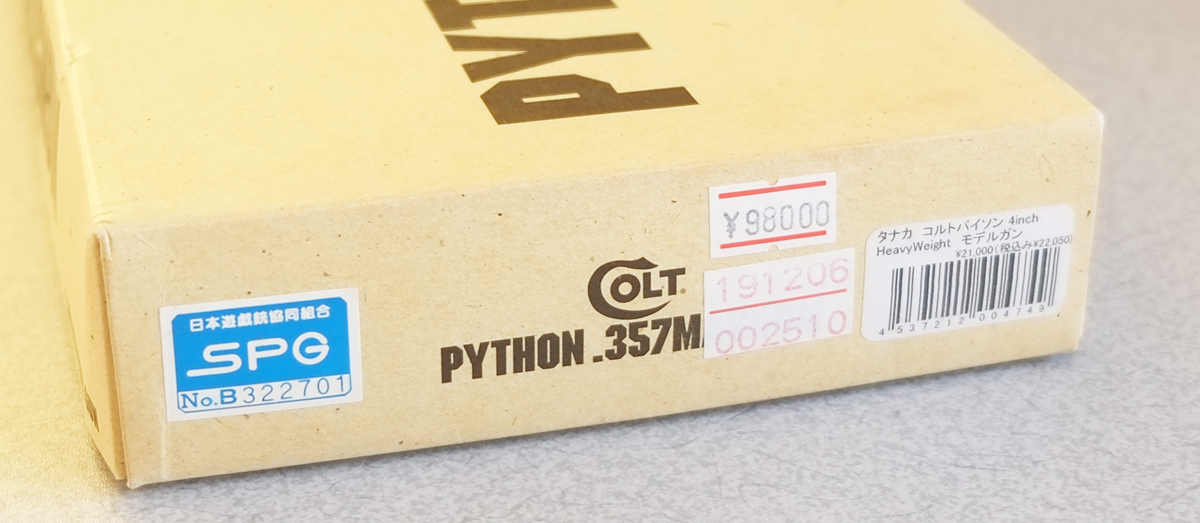 PYT
¥98000
191206
002510
タナカ コルトパイソン 4inch
HeavyWeight モデルガン
¥21,000(税込み¥22,050)
4537212004749
COLT
PYTHON .357M
日本遊戯銃協同組合
SPG
No.B322701